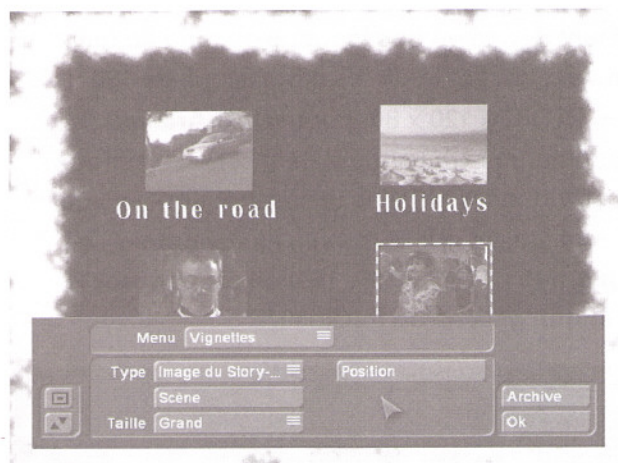 On the road
Holidays
Menu Vignettes
Type Image du Story-... Position
Scène
Archive
Taille Grand Ok